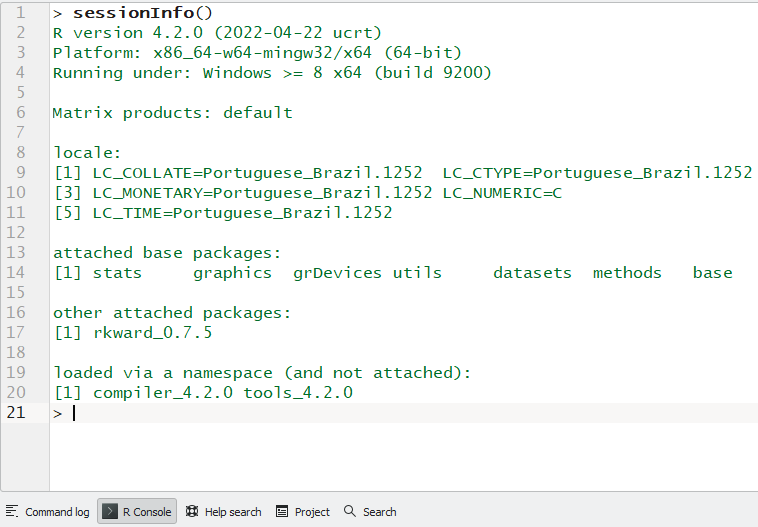 1 > sessionInfo()
2 R version 4.2.0 (2022-04-22 ucrt)
3 Platform: x86_64-w64-mingw32/x64 (64-bit)
4 Running under: Windows >= 8 x64 (build 9200)
5
6 Matrix products: default
7
8 locale:
9 [1] LC_COLLATE=Portuguese_Brazil.1252  LC_CTYPE=Portuguese_Brazil.1252
10 [3] LC_MONETARY=Portuguese_Brazil.1252 LC_NUMERIC=C
11 [5] LC_TIME=Portuguese_Brazil.1252
12
13 attached base packages:
14 [1] stats     graphics  grDevices utils     datasets  methods   base
15
16 other attached packages:
17 [1] rkward_0.7.5
18
19 loaded via a namespace (and not attached):
20 [1] compiler_4.2.0 tools_4.2.0
21 >
Command log R Console Help search Project Search